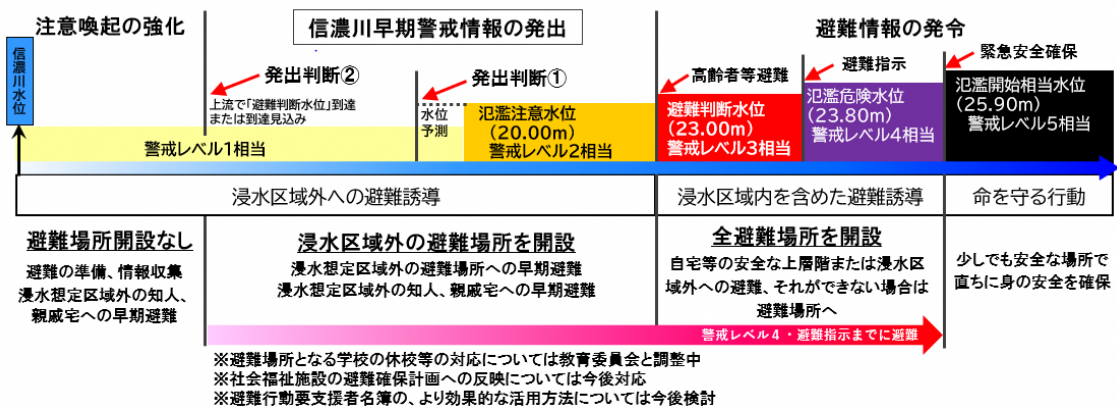 注意喚起の強化
信濃川早期警戒情報の発出
避難情報の発令
信濃川水位
発出判断②
上流で「避難判断水位」到達
または到達見込み
発出判断①
水位
予測
高齢者等避難
避難指示
緊急安全確保
警戒レベル1相当
氾濫注意水位
(20.00m)
警戒レベル2相当
避難判断水位
(23.00m)
警戒レベル3相当
氾濫危険水位
(23.80m)
警戒レベル4相当
氾濫開始相当水位
(25.90m)
警戒レベル5相当
浸水区域外への避難誘導
浸水区域内を含めた避難誘導
命を守る行動
避難場所開設なし
避難の準備、情報収集
浸水想定区域外の知人、
親戚宅への早期避難
浸水区域外の避難場所を開設
浸水想定区域外の避難場所への早期避難
浸水想定区域外の知人、親戚宅への早期避難
全避難場所を開設
自宅等の安全な上層階または浸水区
域外への避難、それができない場合は
避難場所へ
少しでも安全な場所で
直ちに身の安全を確保
警戒レベル4・避難指示までに避難
※避難場所となる学校の休校等の対応については教育委員会と調整中
※社会福祉施設の避難確保計画への反映については今後対応
※避難行動要支援者名簿の、より効果的な活用方法については今後検討